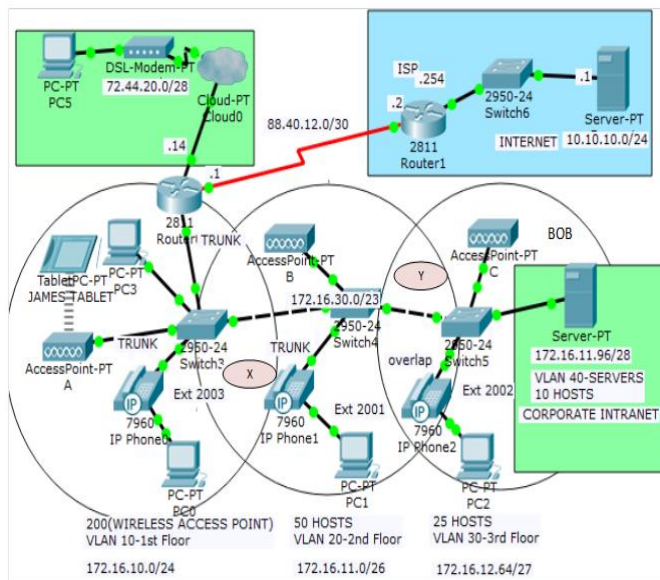 PC-PT
PC5
DSL-Modem-PT
72.44.20.0/28
Cloud-PT
Cloud0
.14
88.40.12.0/30
.1
ISP
.254
.2
2811
Router1
2950-24
Switch6
.1
Server-PT
INTERNET
10.10.10.0/24
2811
TRUNK
TabletPC-PT
JAMES TABLET
PC-PT
PC3
TRUNK
AccessPoint-PT
A
2950-24
Switch3
Ext 2003
IP
7960
PC-PT
PC0
X
AccessPoint-PT
B
172.16.30.0/23
2950-24
Switch4
TRUNK
Ext 2001
IP
7960
IP Phone1
PC-PT
PC1
Y
AccessPoint-PT
C
BOB
2950-24
Switch5
overlap
Ext 2002
IP
7960
IP Phone2
PC-PT
PC2
Server-PT
172.16.11.96/28
VLAN 40-SERVERS
10 HOSTS
CORPORATE INTRANET
200(WIRELESS ACCESS POINT)
VLAN 10-1st Floor
172.16.10.0/24
50 HOSTS
VLAN 20-2nd Floor
172.16.11.0/26
25 HOSTS
VLAN 30-3rd Floor
172.16.12.64/27